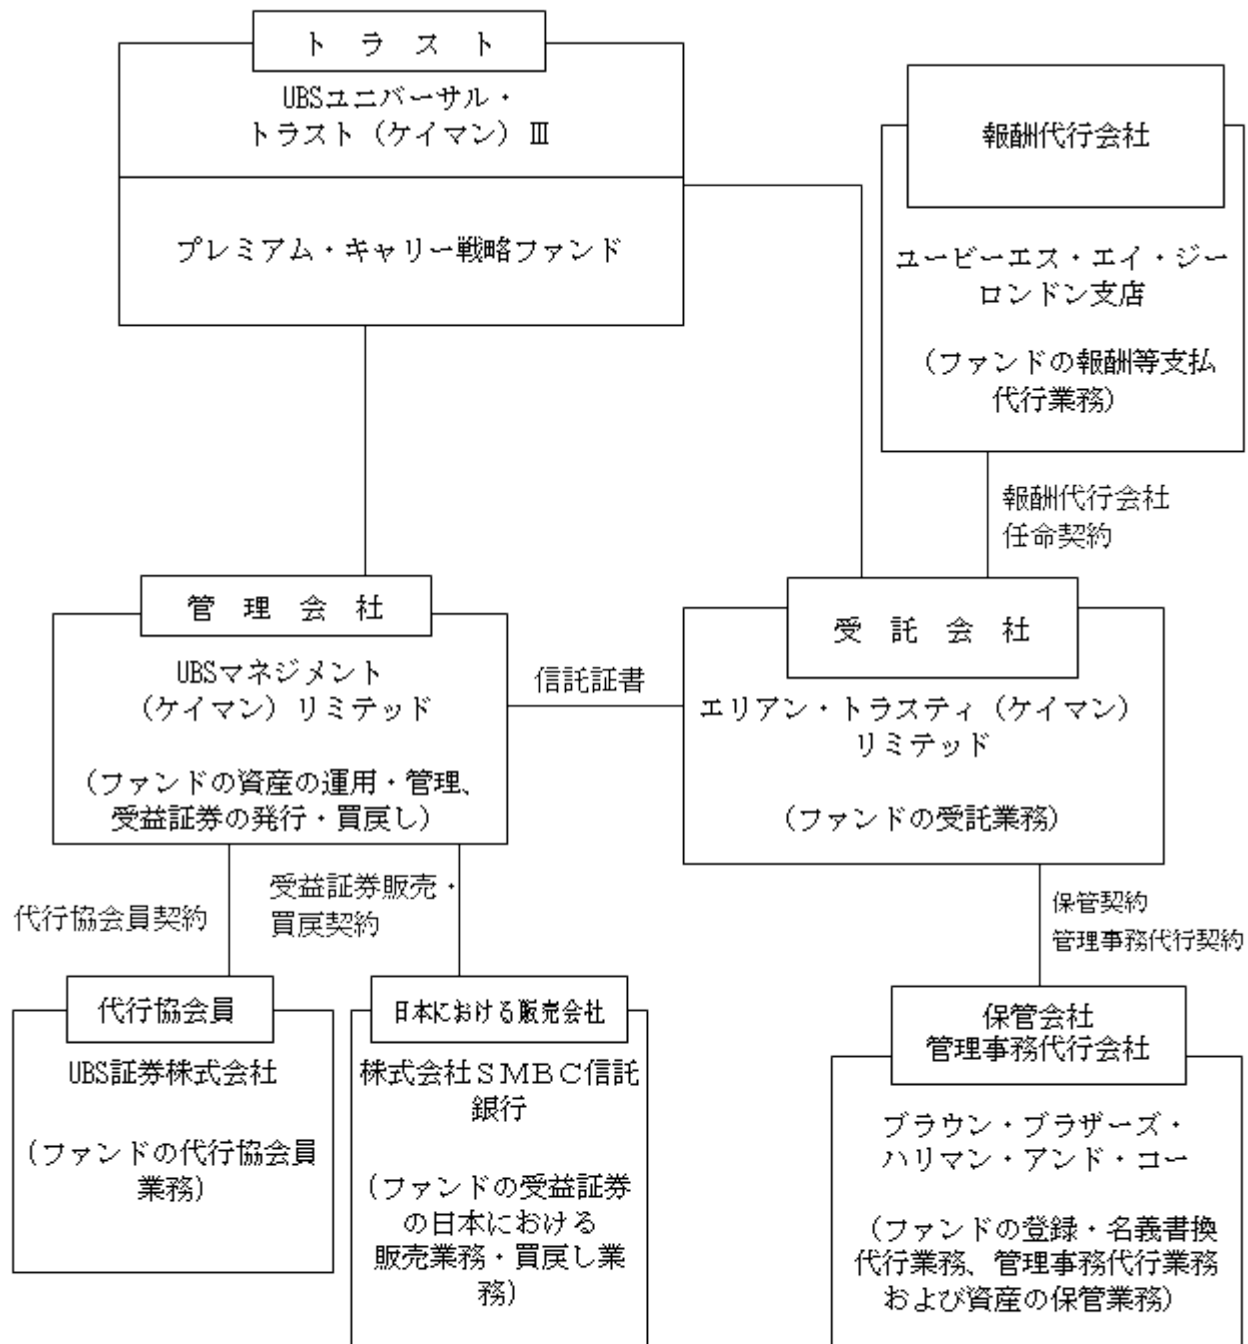 トラスト
UBSユニバーサル・
トラスト（ケイマン）Ⅲ
プレミアム・キャリー戦略ファンド
報酬代行会社
ユービーエス・エイ・ジー
ロンドン支店
（ファンドの報酬等支払
代行業務）
報酬代行会社
任命契約
管理会社
UBSマネジメント
（ケイマン）リミテッド
（ファンドの資産の運用・管理、
受益証券の発行・買戻し）
信託証書
受託会社
エリアン・トラスティ（ケイマン）
リミテッド
（ファンドの受託業務）
代行協会員契約
受益証券販売・
買戻契約
保管契約
管理事務代行契約
代行協会員
UBS証券株式会社
（ファンドの代行協会員
業務）
日本における販売会社
株式会社ＳＭＢＣ信託
銀行
（ファンドの受益証券
の日本における
販売業務・買戻し業
務）
保管会社
管理事務代行会社
ブラウン・ブラザーズ・
ハリマン・アンド・コー
（ファンドの登録・名義書換
代行業務、管理事務代行業務
および資産の保管業務）